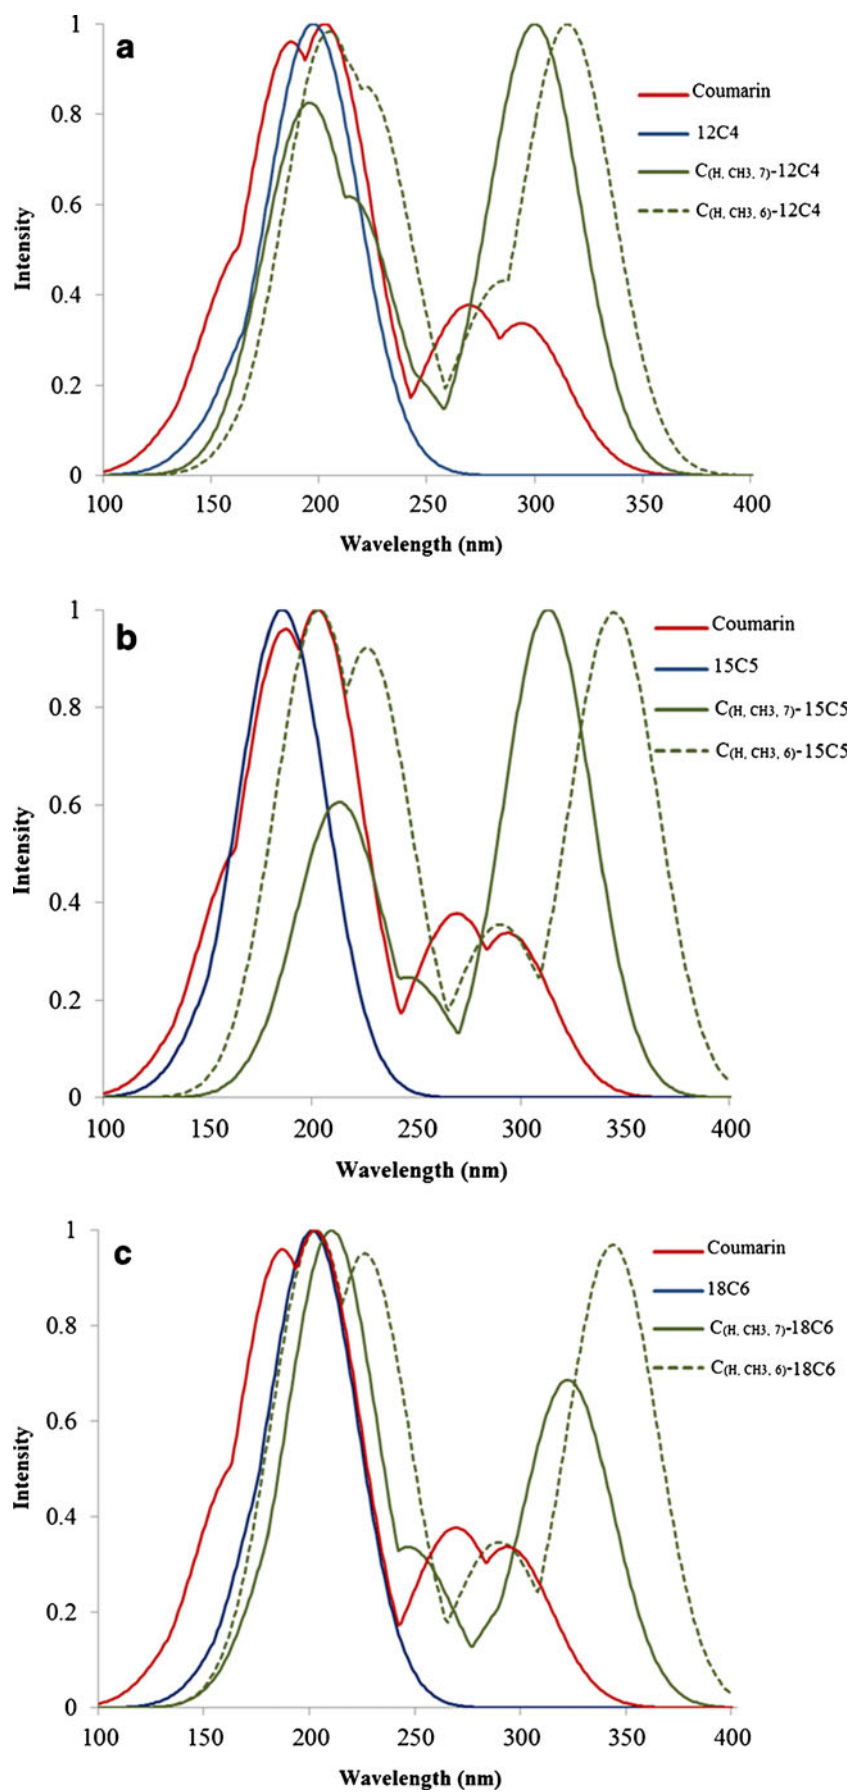 a
1
0.8
0.6
0.4
0.2
0
Intensity
100 150 200 250 300 350 400
Wavelength (nm)
Coumarin
12C4
C(H, CH3, 7)-12C4
C(H, CH3, 6)-12C4
b
1
0.8
0.6
0.4
0.2
0
Intensity
100 150 200 250 300 350 400
Wavelength (nm)
Coumarin
15C5
C(H, CH3, 7)-15C5
C(H, CH3, 6)-15C5
c
1
0.8
0.6
0.4
0.2
0
Intensity
100 150 200 250 300 350 400
Wavelength (nm)
Coumarin
18C6
C(H, CH3, 7)-18C6
C(H, CH3, 6)-18C6